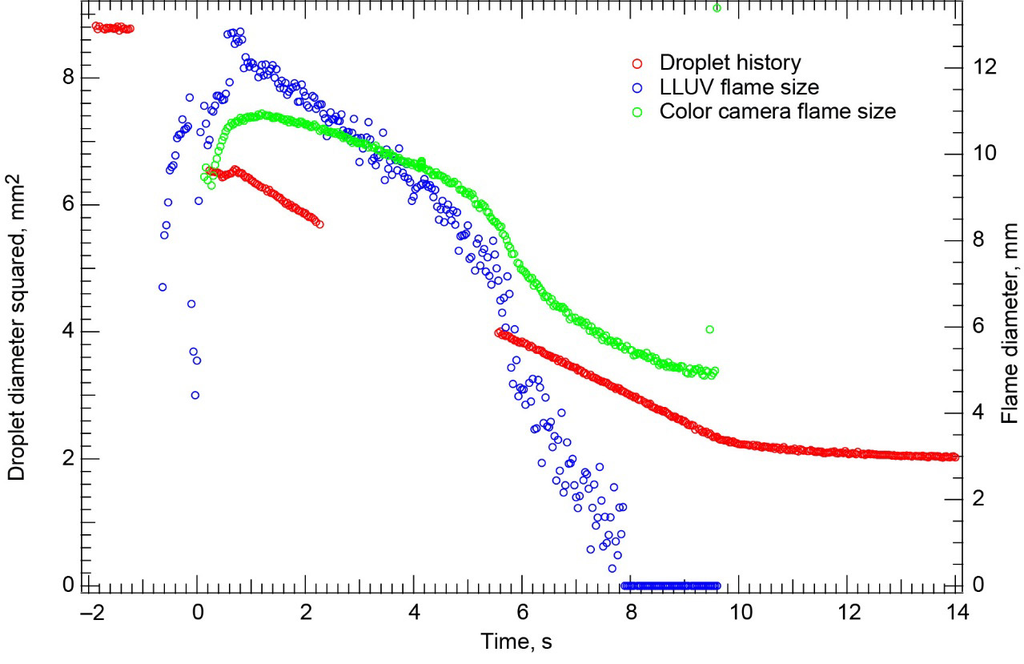 Droplet history
LLUV flame size
Color camera flame size
Droplet diameter squared, mm2
8
6
4
2
0
12
10
8
6
4
2
0
Flame diameter, mm
–2 0 2 4 6 8 10 12 14
Time, s